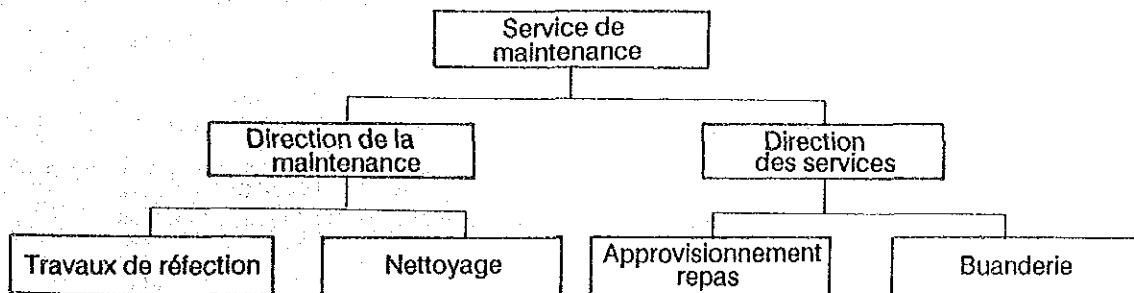 Service de
maintenance
Direction de la
maintenance
Direction
des services
Travaux de réfection
Nettoyage
Approvisionnement
repas
Buanderie